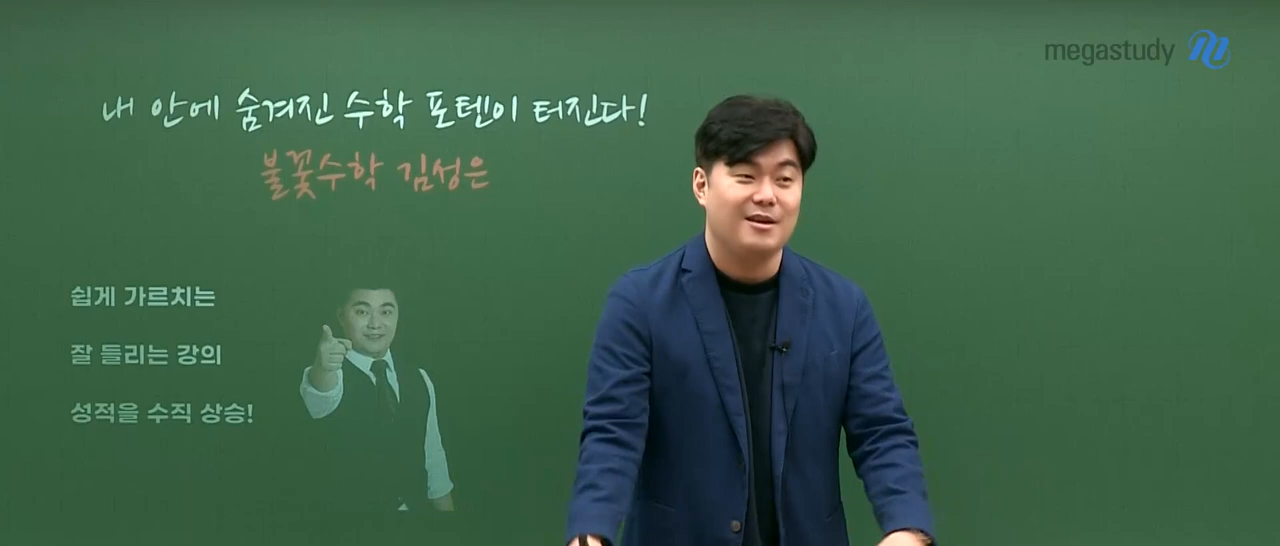 megastudy
내 안에 숨겨진 수학 포텐이 터진다!
불꽃수학 김성은
쉽게 가르치는
잘 들리는 강의
성적을 수직 상승!